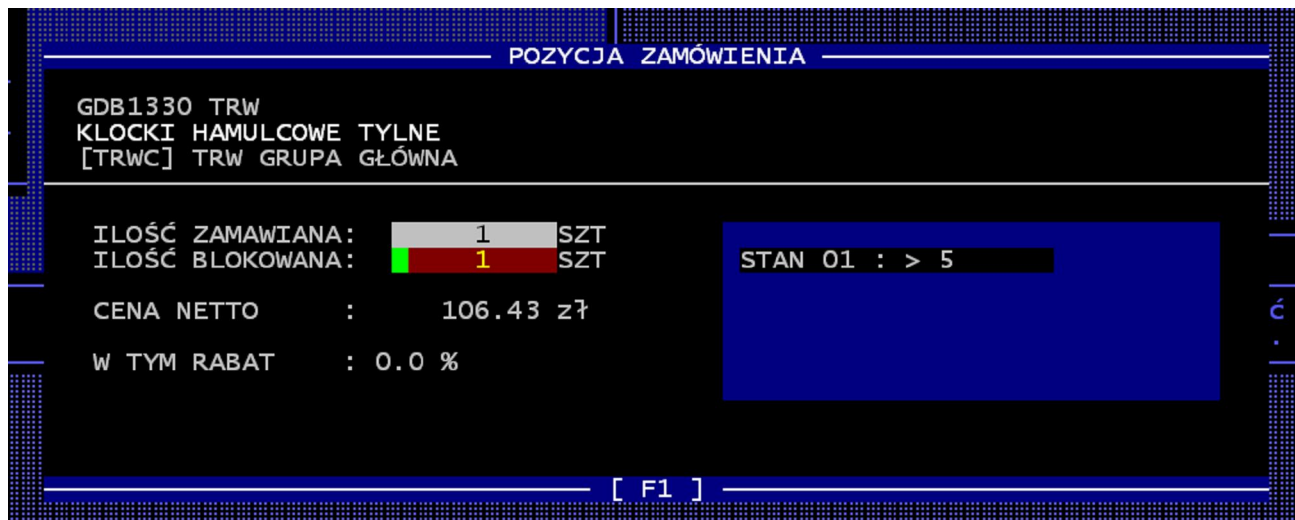 POZYCJA ZAMÓWIENIA
GDB1330 TRW
KLOCKI HAMULCOWE TYLNE
[TRWC] TRW GRUPA GŁÓWNA
ILOŚĆ ZAMAWIANA: 1 SZT
ILOŚĆ BLOKOWANA: 1 SZT
STAN 01 : > 5
CENA NETTO : 106.43 zł
ć
.
W TYM RABAT : 0.0 %
[ F1 ]